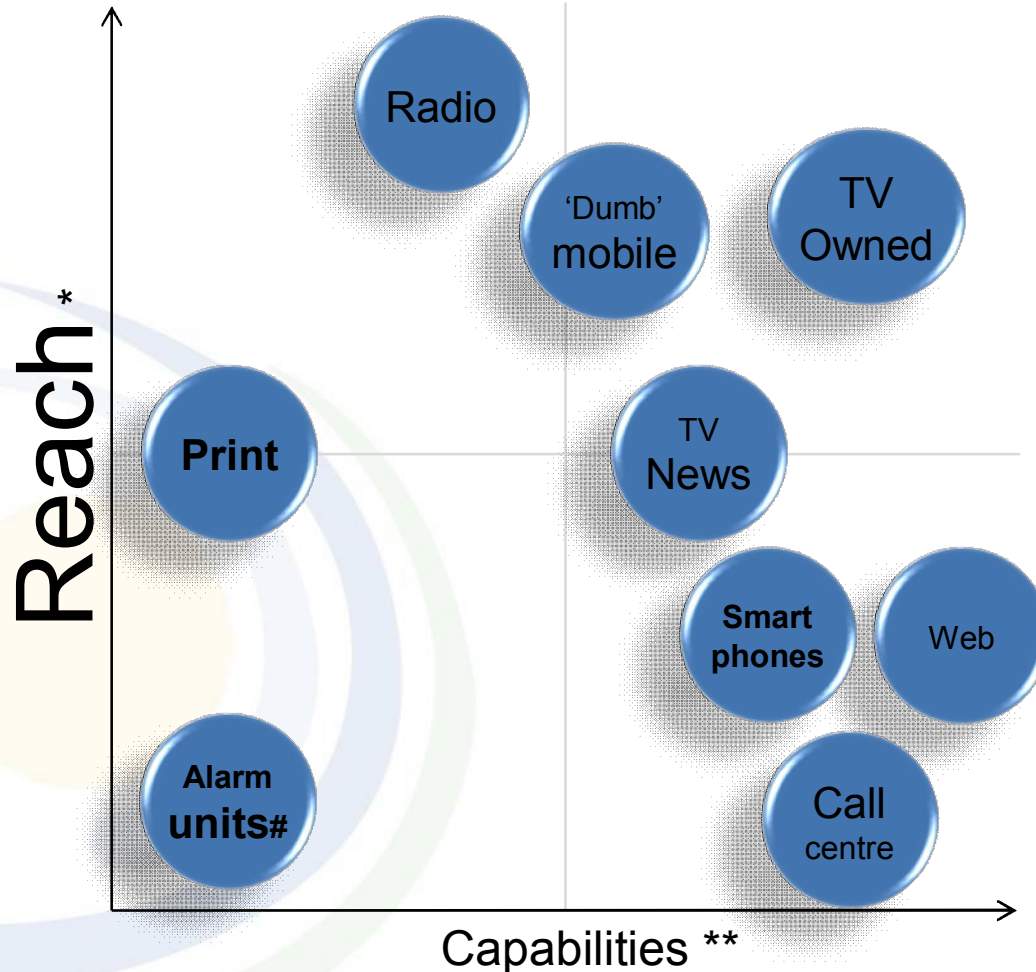 Radio
‘Dumb’
mobile
TV
Owned
Reach *
Print
TV
News
Smart
phones
Web
Alarm
units#
Call
centre
Capabilities **